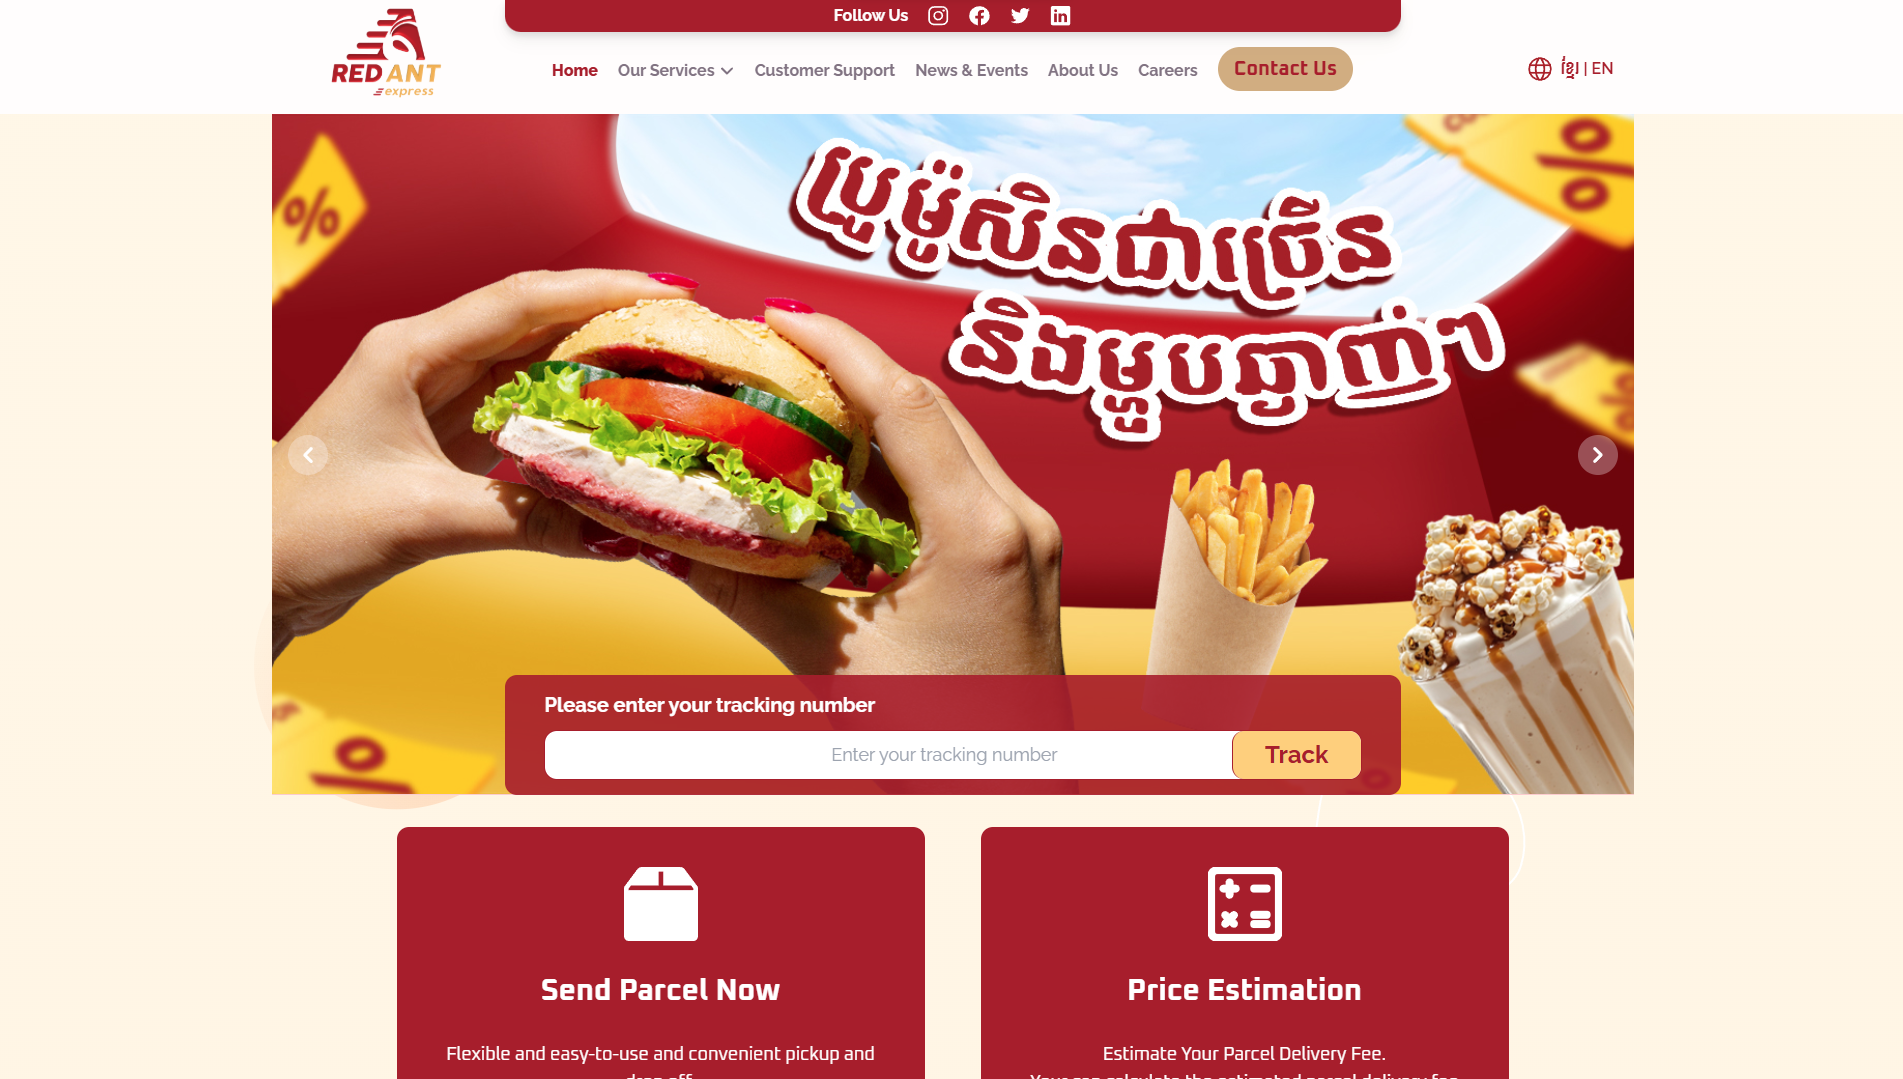 Follow Us
RED ANT
express
Home
Our Services
Customer Support
News & Events
About Us
Careers
Contact Us
ខ្មែរ | EN
ប្រូម៉ូសិនជាច្រើន
និងម្ហូបឆ្ងាញ់ៗ
%
%
%
Please enter your tracking number
Enter your tracking number
Track
Send Parcel Now
Flexible and easy-to-use and convenient pickup and
Price Estimation
Estimate Your Parcel Delivery Fee.